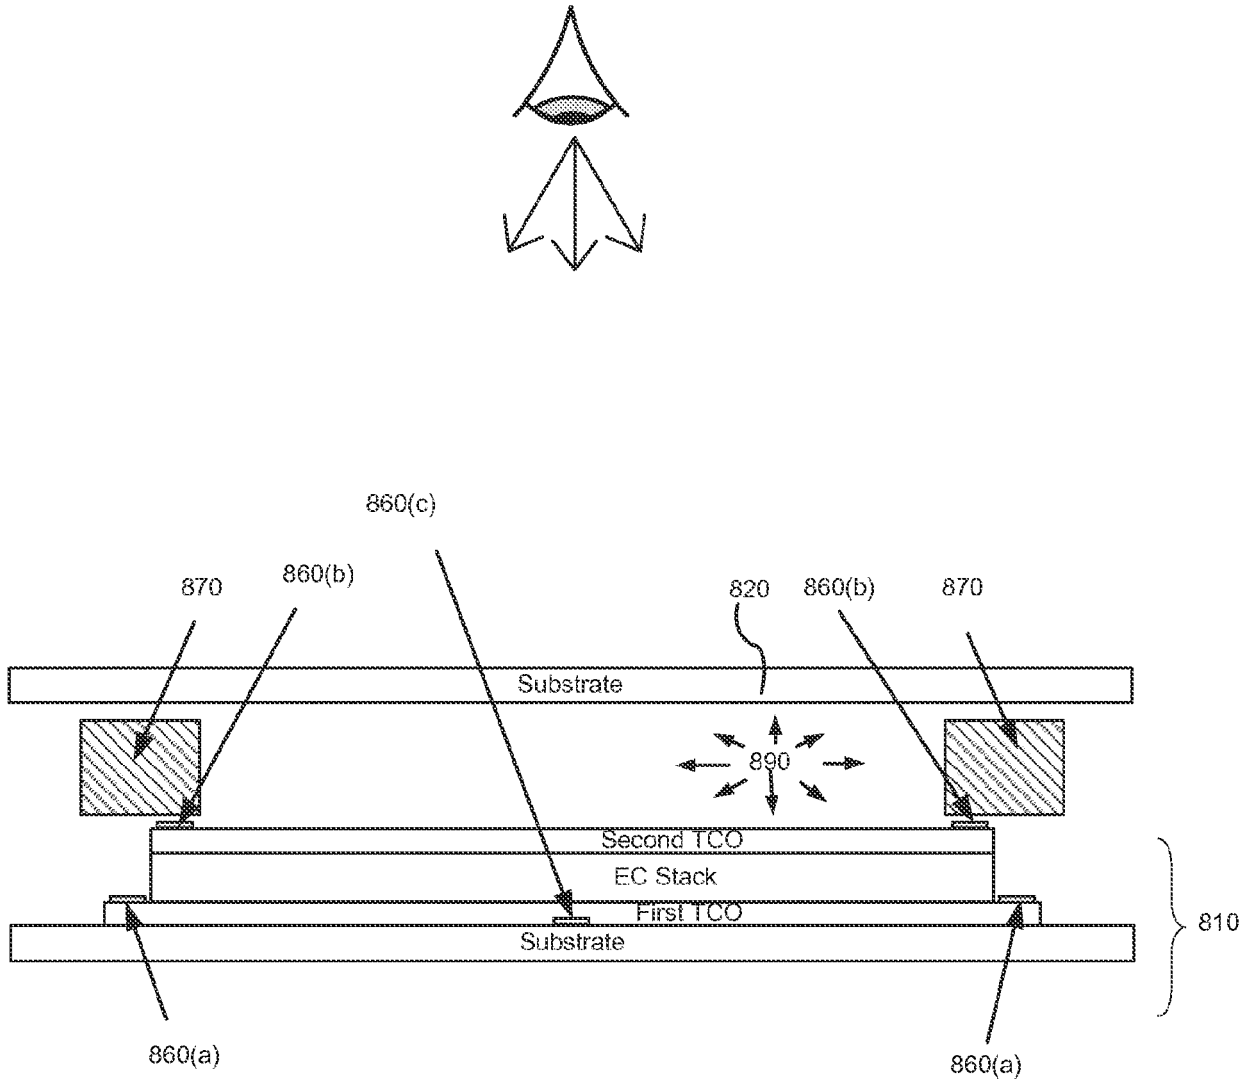 860(c)
870
860(b)
820
860(b)
870
Substrate
890
Second TCO
EC Stack
First TCO
810
Substrate
860(a)
860(a)